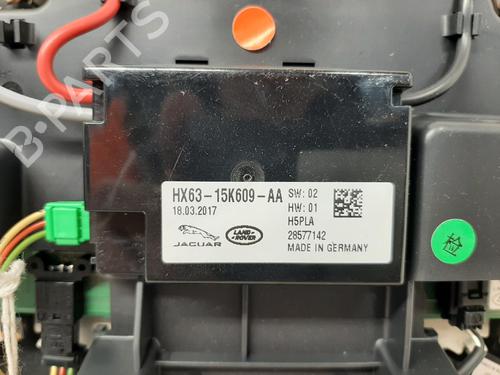 B-PARTS
HX63-15K609-AA
18.03.2017
SW: 02
HW: 01
H5PLA
28577142
MADE IN GERMANY
JAGUAR
LAND-ROVER
检